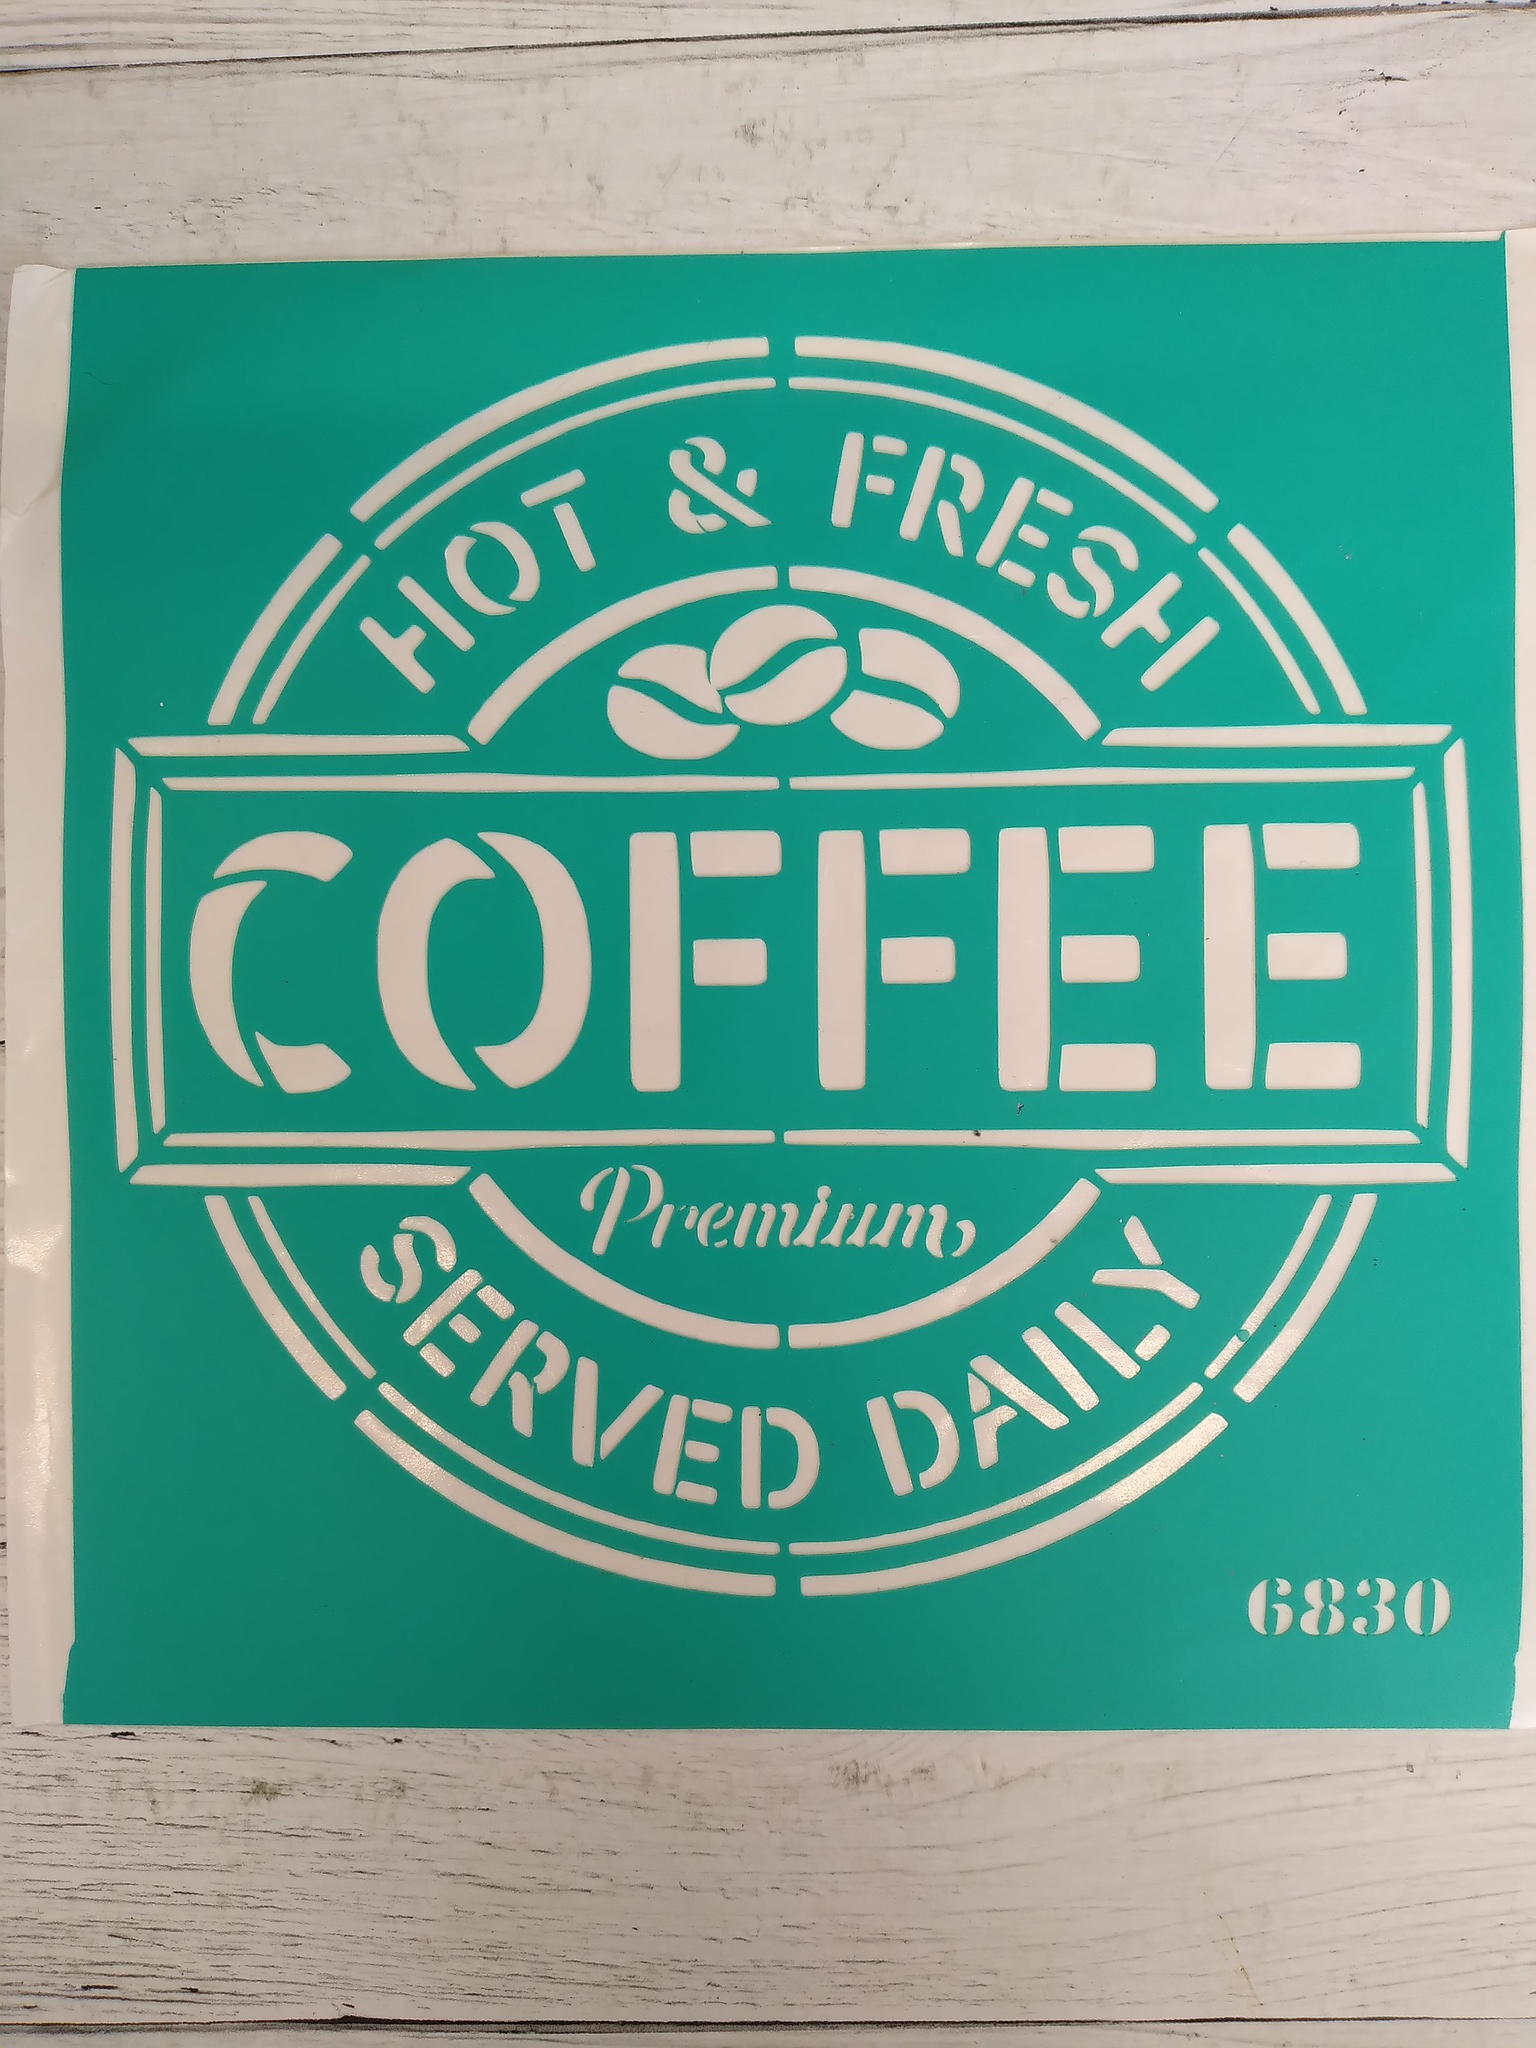 HOT & FRESH
COFFEE
Premium
SERVED DAILY
6830